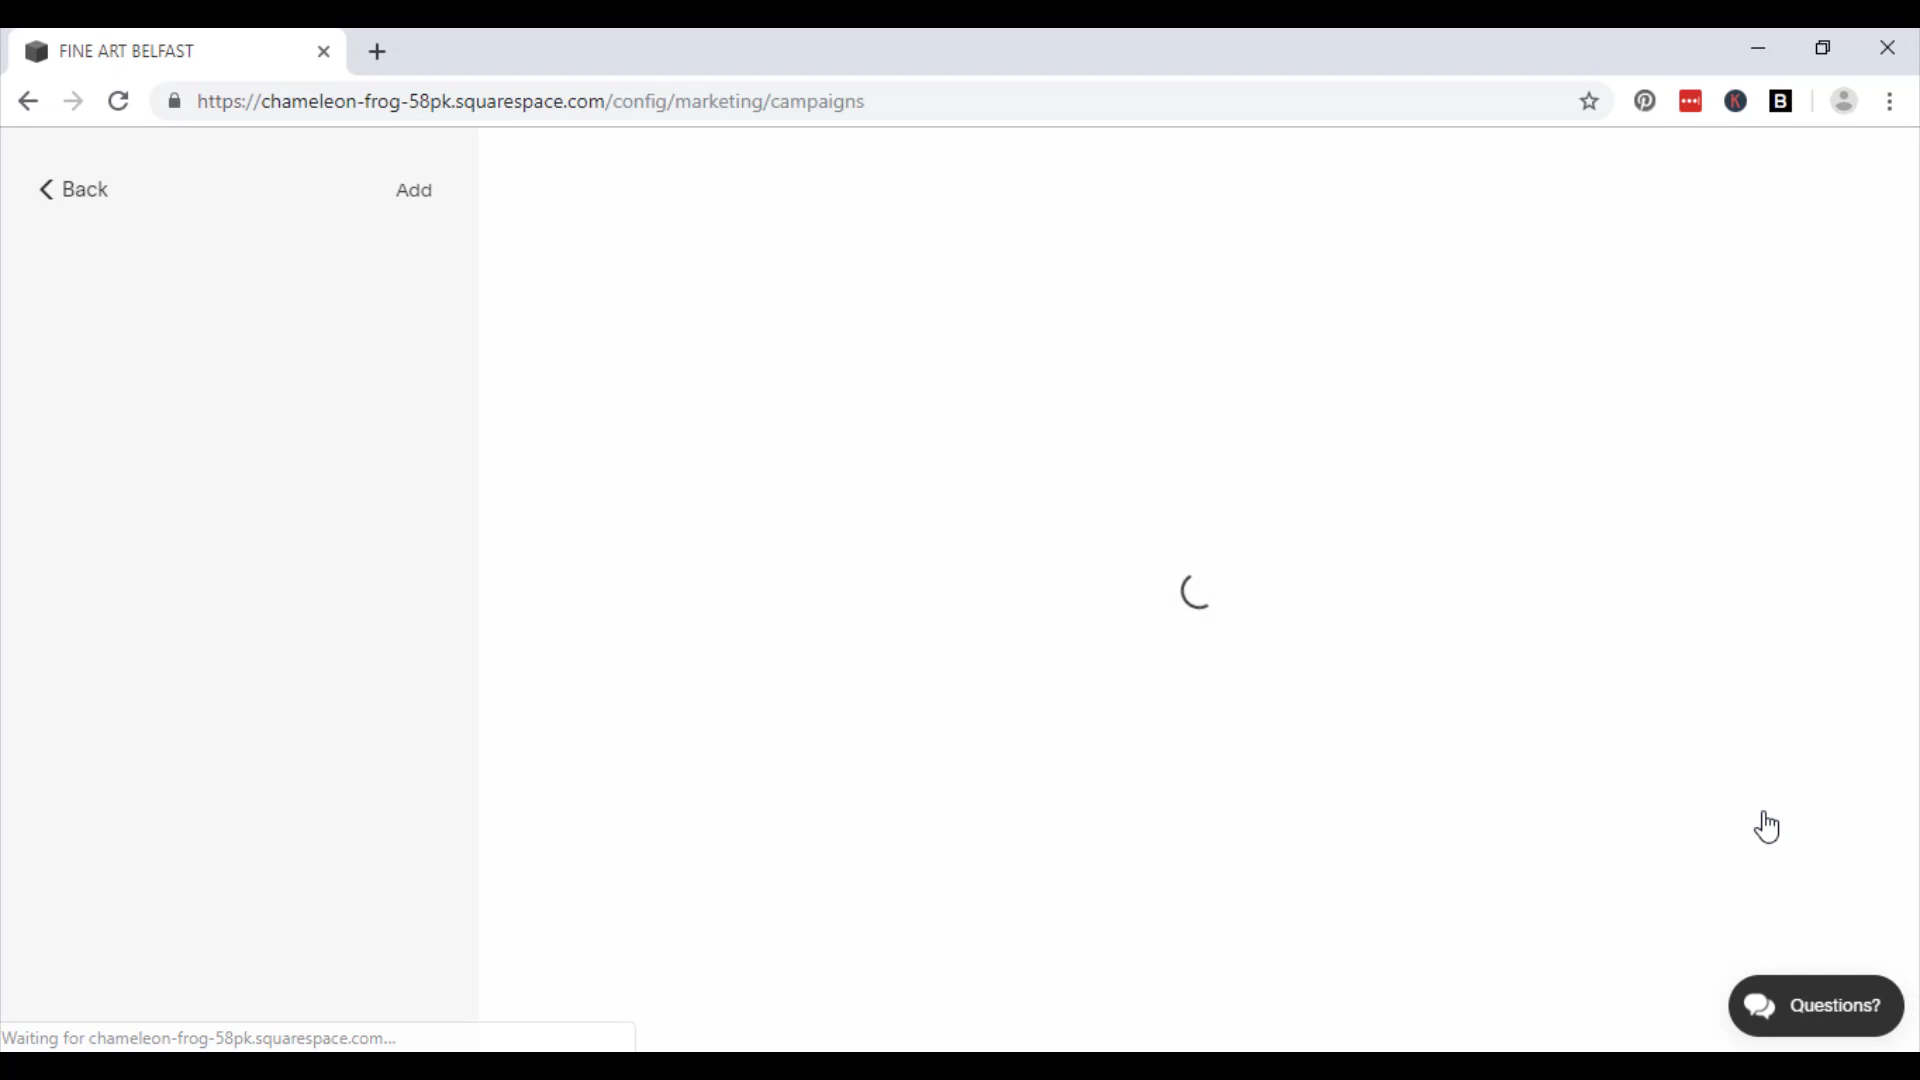 FINE ART BELFAST
https://chameleon-frog-58pk.squarespace.com/config/marketing/campaigns
K
B
Back
Add
Questions?
Waiting for chameleon-frog-58pk.squarespace.com...